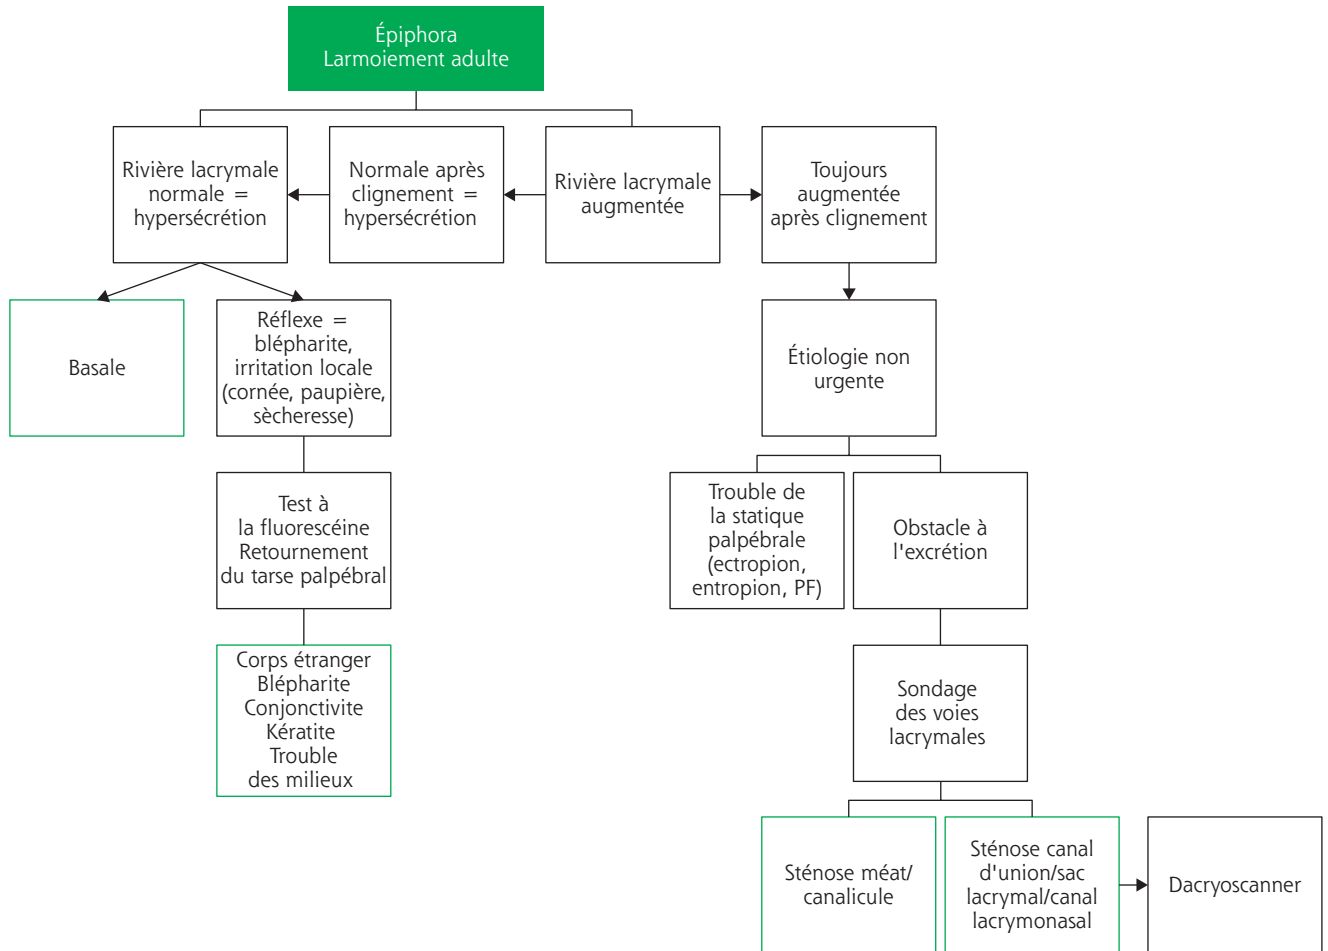 Épiphora
Larmoiement adulte
Rivière lacrymale
normale =
hypersécrétion
Normale après
clignement =
hypersécrétion
Rivière lacrymale
augmentée
Toujours
augmentée
après clignement
Basale
Réflexe =
blépharite,
irritation locale
(cornée, paupière,
sècheresse)
Étiologie non
urgente
Test à
la fluorescéine
Retournement
du tarse palpébral
Trouble de
la statique
palpébrale
(ectropion,
entropion, PF)
Obstacle à
l'excrétion
Corps étranger
Blépharite
Conjonctivite
Kératite
Trouble
des milieux
Sondage
des voies
lacrymales
Sténose méat/
canalicule
Sténose canal
d'union/sac
lacrymal/canal
lacrymonasal
Dacryoscanner